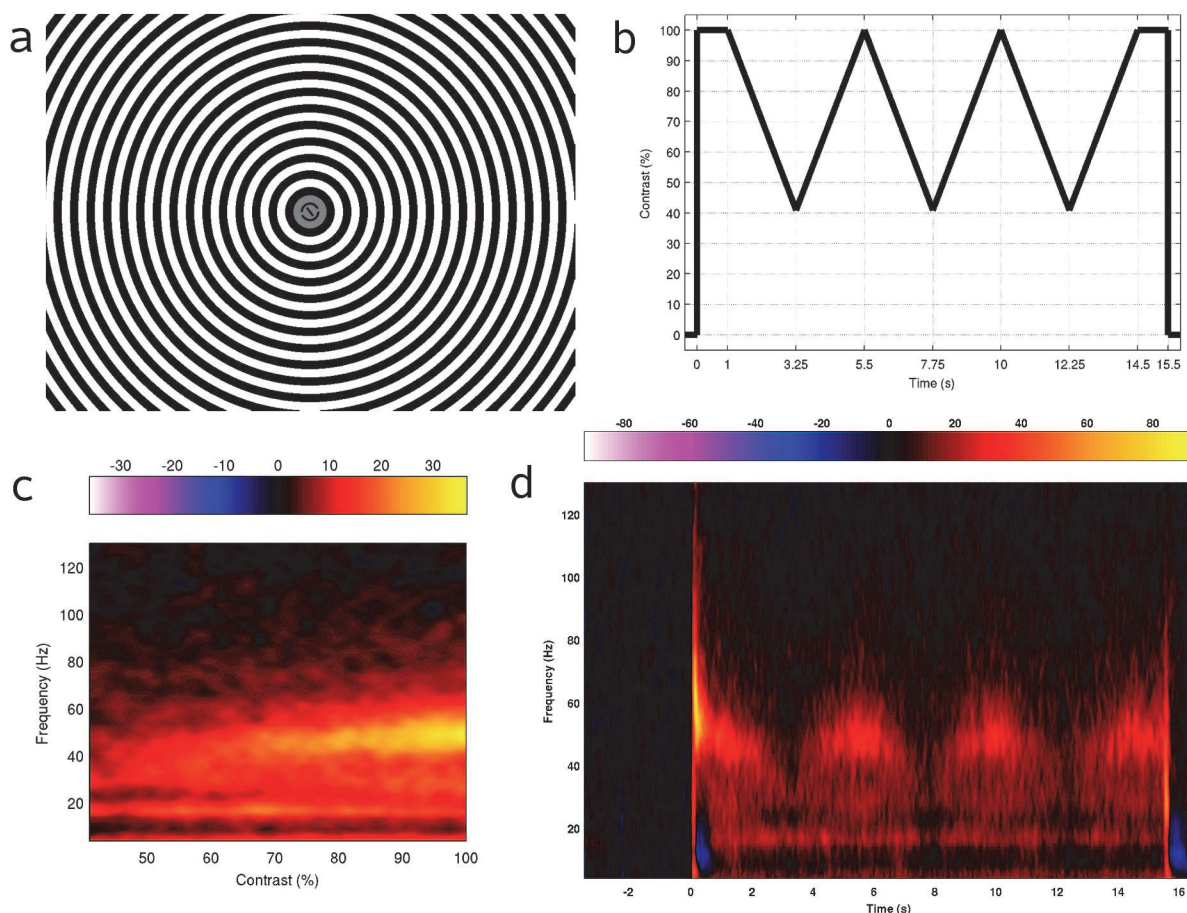 a
b
100
90
80
70
60
50
40
30
20
10
0
Contrast (%)
0 1 3.25 5.5 7.75 10 12.25 14.5 15.5
Time (s)
c
-30 -20 -10 0 10 20 30
120
100
80
60
40
20
Frequency (Hz)
50 60 70 80 90 100
Contrast (%)
d
-80 -60 -40 -20 0 20 40 60 80
120
100
80
60
40
20
Frequency (Hz)
-2 0 2 4 6 8 10 12 14 16
Time (s)